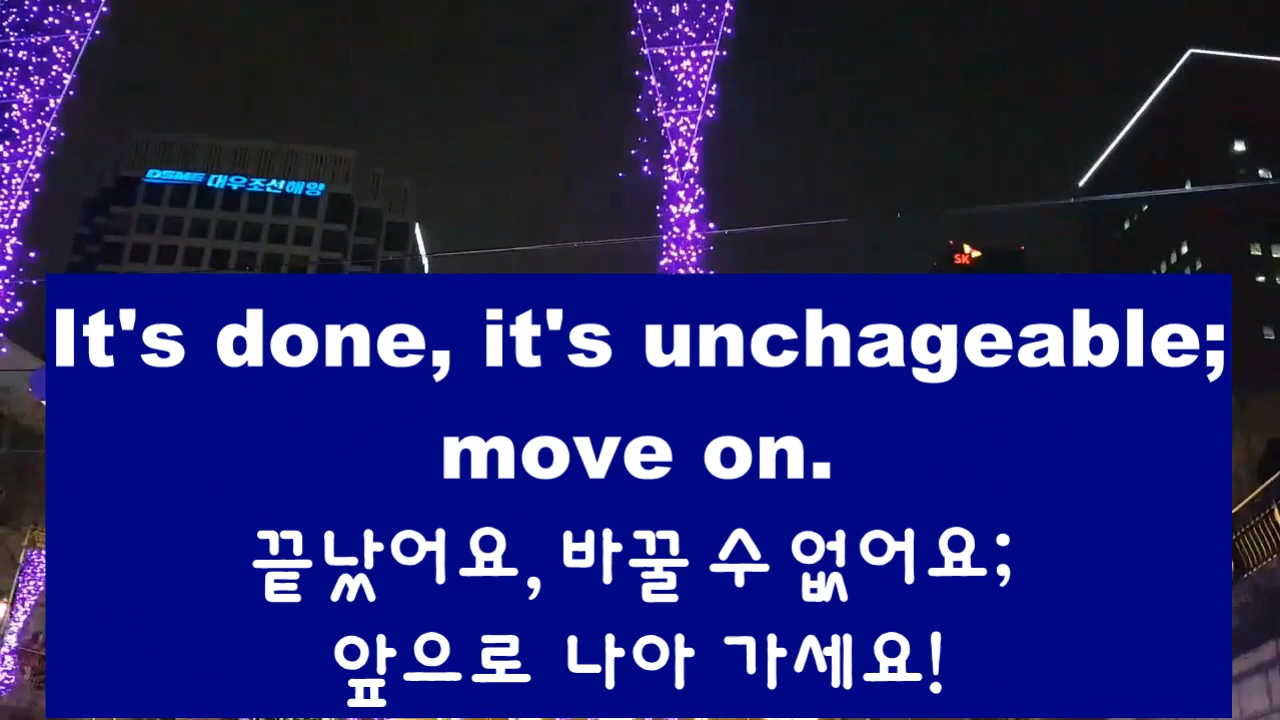 DSME 대우조선해양
SK
It's done, it's unchageable;
move on.
끝났어요, 바꿀 수 없어요;
앞으로 나아 가세요!